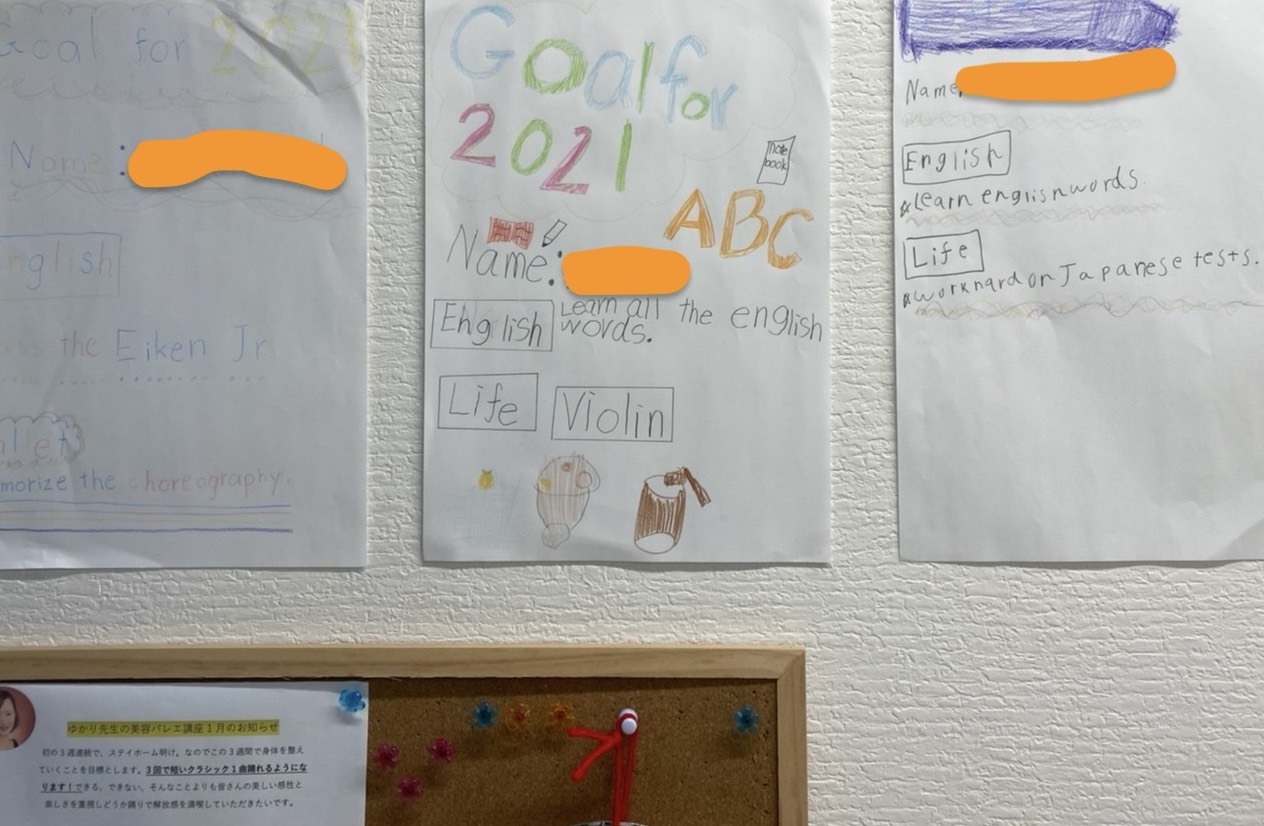 Goal for 2021
Name:
English
the Eiken Jr
the choreography.
Goal for
2021
note
book
ABC
Name:
English
Learn all the english
words.
Life
Violin
Name
English
learn english words.
Life
work hard on Japanese tests.
ゆかり先生の美容バレエ講座1月のお知らせ
初の3週連続で、ステイホーム明け。なのでこの3週間で身体を整え
ていくことを目標とします。3回で短いクラシック1曲踊れるようにな
ります！できる、できない、そんなことよりも皆さんの美しい感性と
楽しさを重視しどうか踊りで解放感を満喫していただきたいです。